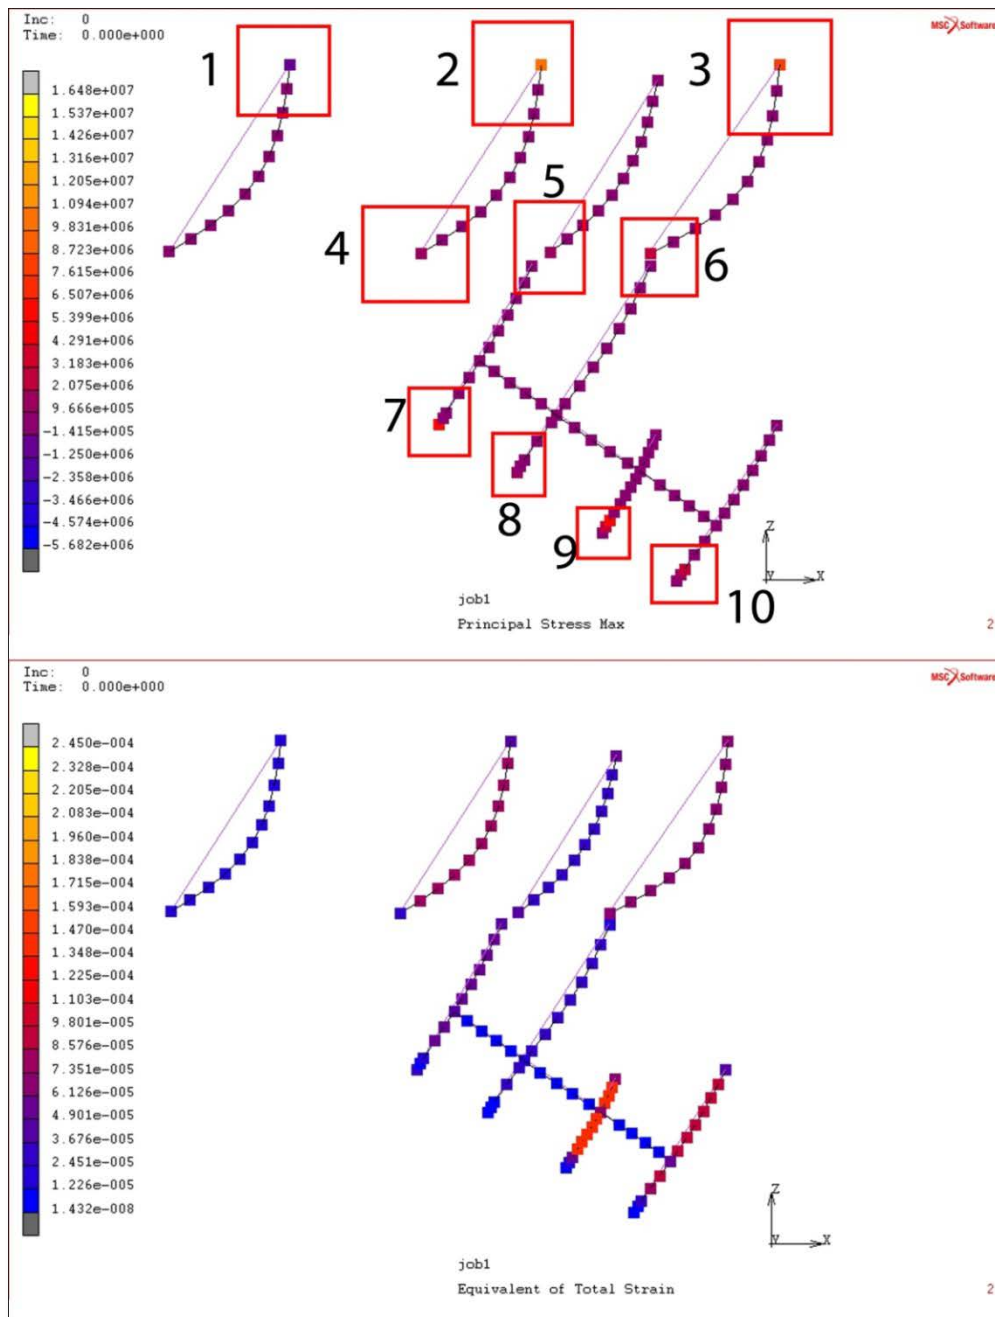 Inc: 0
Time: 0.000e+000
MSC Software
1 2 3
1.648e+007
1.537e+007
1.426e+007
1.316e+007
1.205e+007
1.094e+007
9.831e+006
8.723e+006
7.615e+006
6.507e+006
5.399e+006
4.291e+006
3.183e+006
2.075e+006
9.666e+005
-1.415e+005
-1.250e+006
-2.358e+006
-3.466e+006
-4.574e+006
-5.682e+006
5
4 6
7
8
9
10
Z
Y X
job1
Principal Stress Max
2
Inc: 0
Time: 0.000e+000
MSC Software
2.450e-004
2.328e-004
2.205e-004
2.083e-004
1.960e-004
1.838e-004
1.715e-004
1.593e-004
1.470e-004
1.348e-004
1.225e-004
1.103e-004
9.801e-005
8.576e-005
7.351e-005
6.126e-005
4.901e-005
3.676e-005
2.451e-005
1.226e-005
1.432e-008
Z
Y X
job1
Equivalent of Total Strain
2